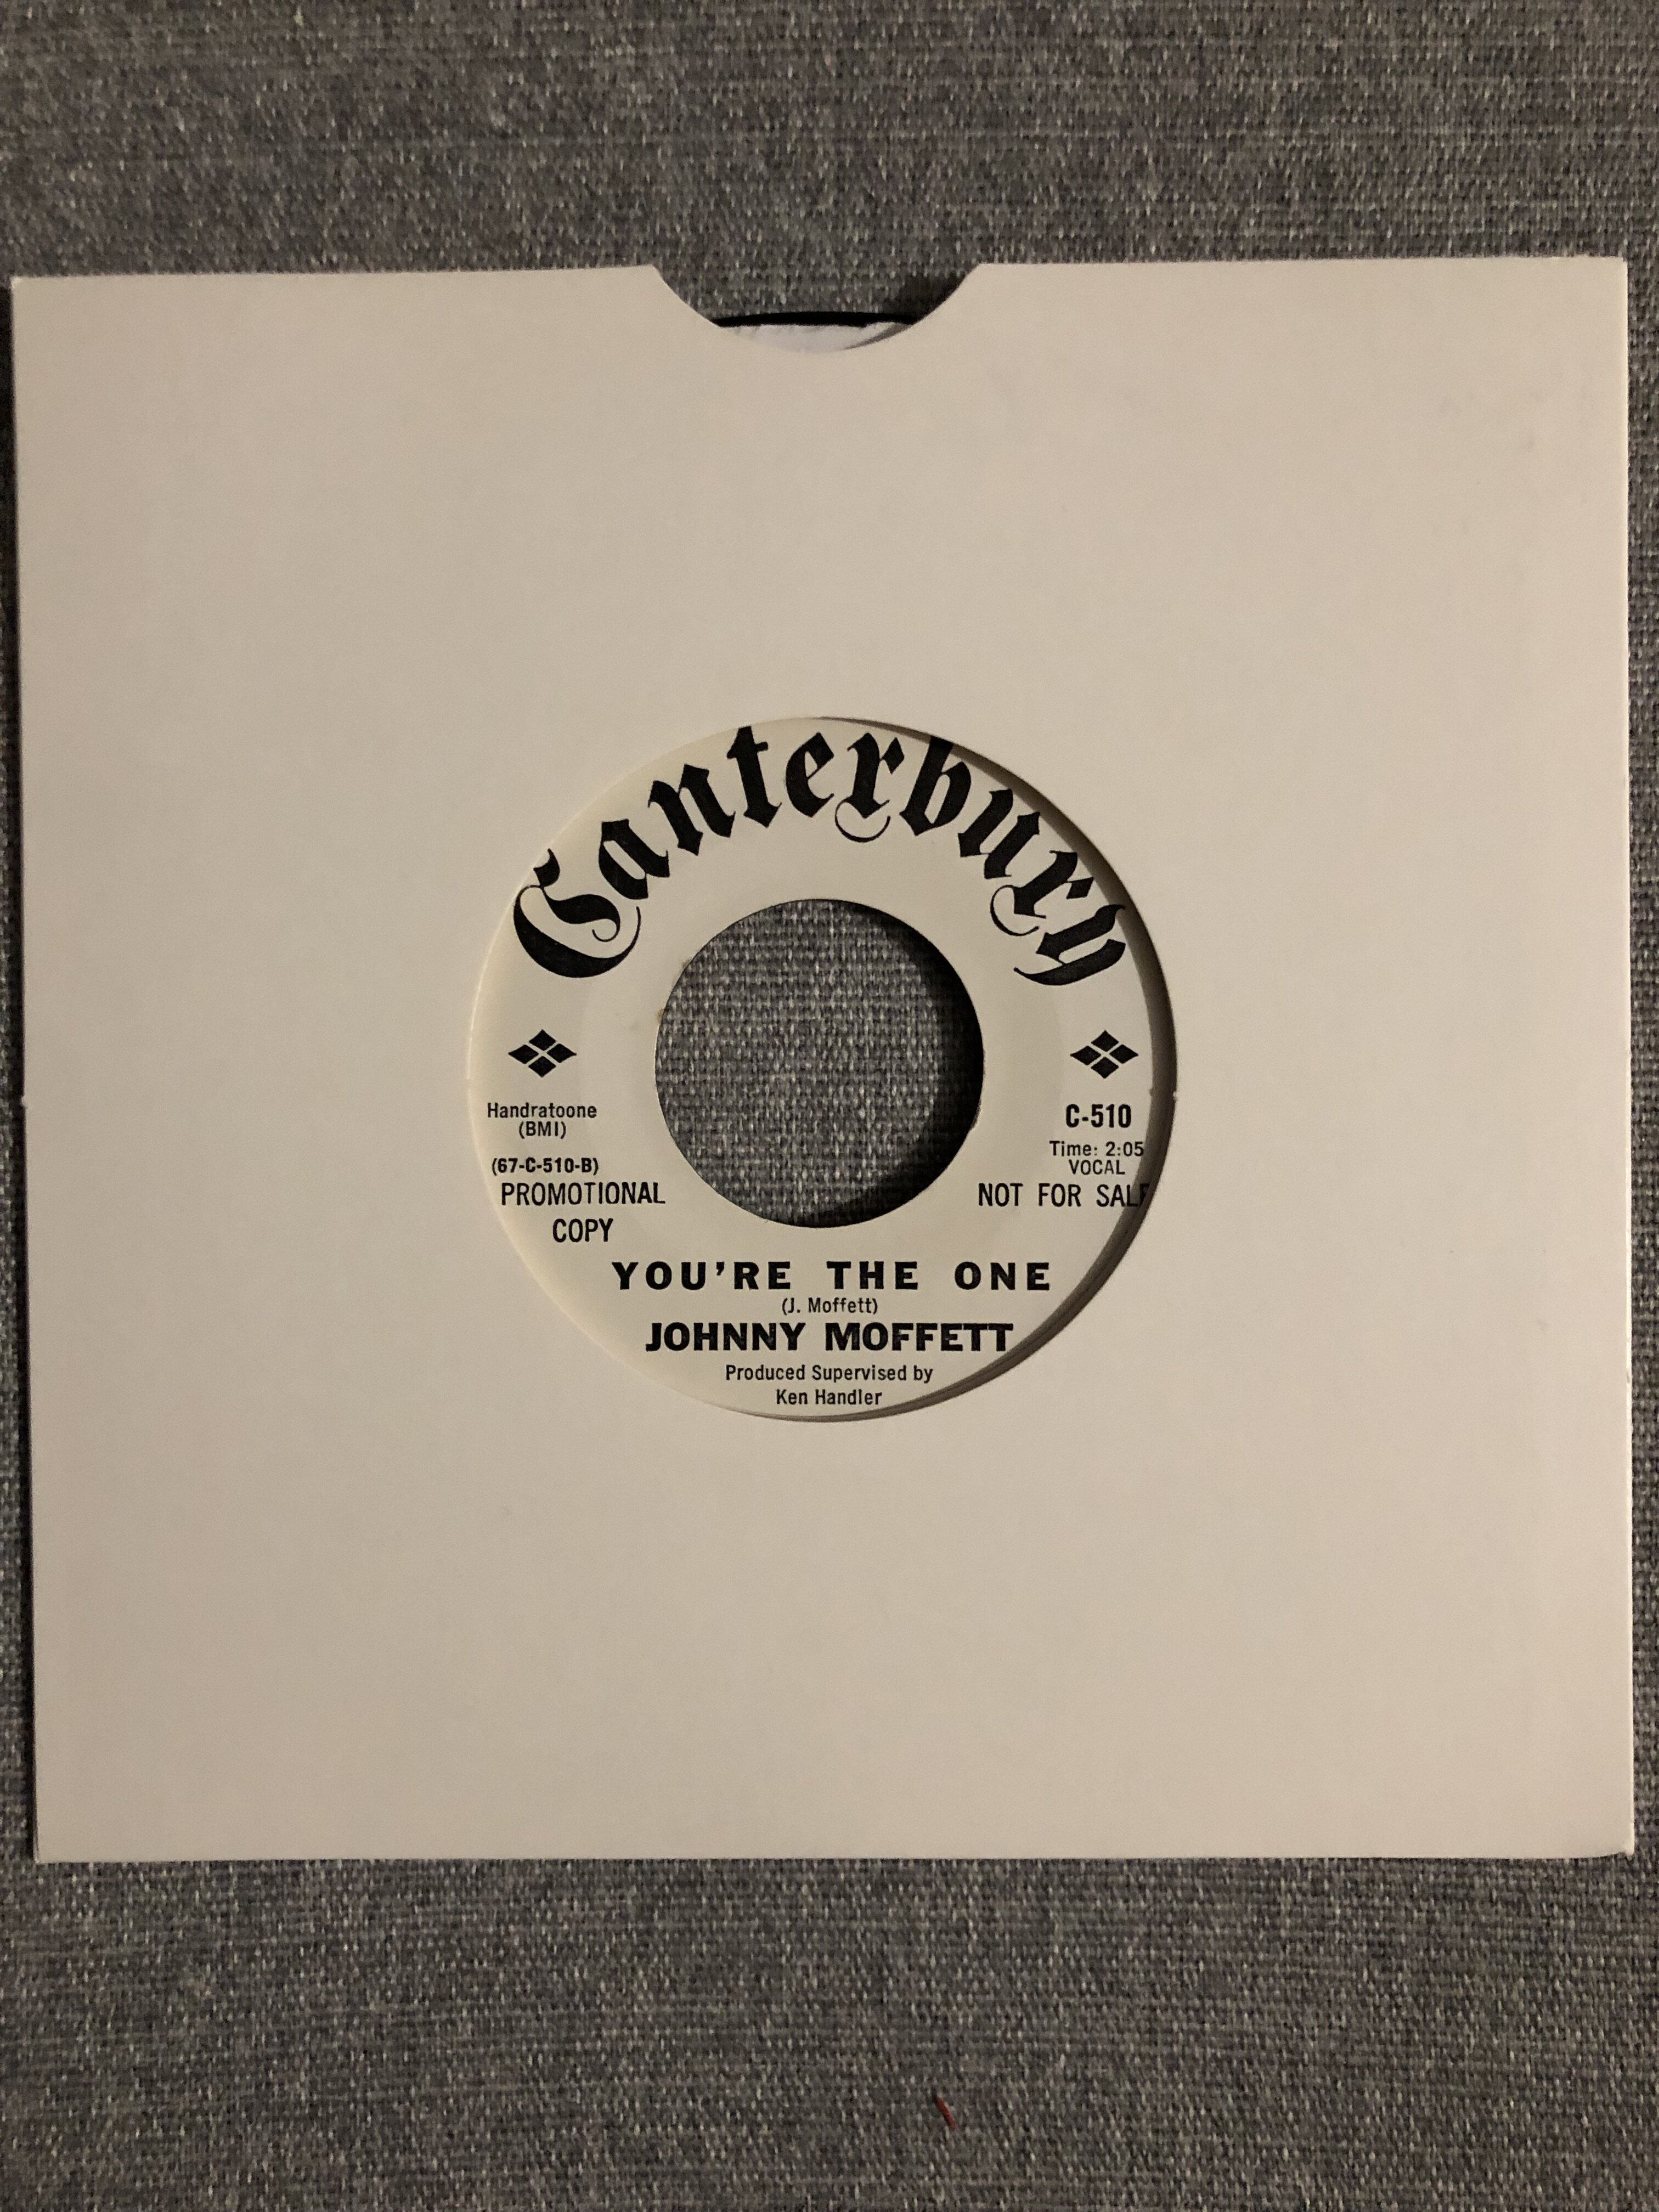 Canterbury
Handratoone
(BMI)
(67-C-510-B)
PROMOTIONAL
COPY
C-510
Time: 2:05
VOCAL
NOT FOR SALE
YOU'RE THE ONE
(J. Moffett)
JOHNNY MOFFETT
Produced Supervised by
Ken Handler